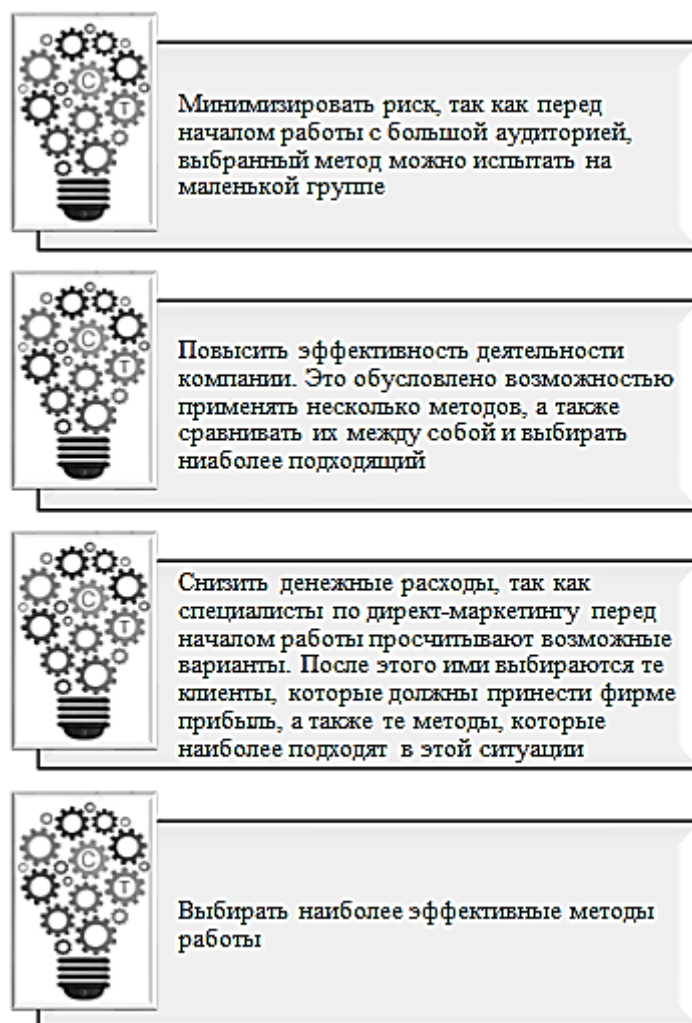 Минимизировать риск, так как перед
началом работы с большой аудиторией,
выбранный метод можно испытать на
маленькой группе
Повысить эффективность деятельности
компании. Это обусловлено возможностью
применять несколько методов, а также
сравнивать их между собой и выбирать
ниаболее подходящий
Снизить денежные расходы, так как
специалисты по директ-маркетингу перед
началом работы просчитывают возможные
варианты. После этого ими выбираются те
клиенты, которые должны принести фирме
прибыль, а также те методы, которые
наиболее подходят в этой ситуации
Выбирать наиболее эффективные методы
работы